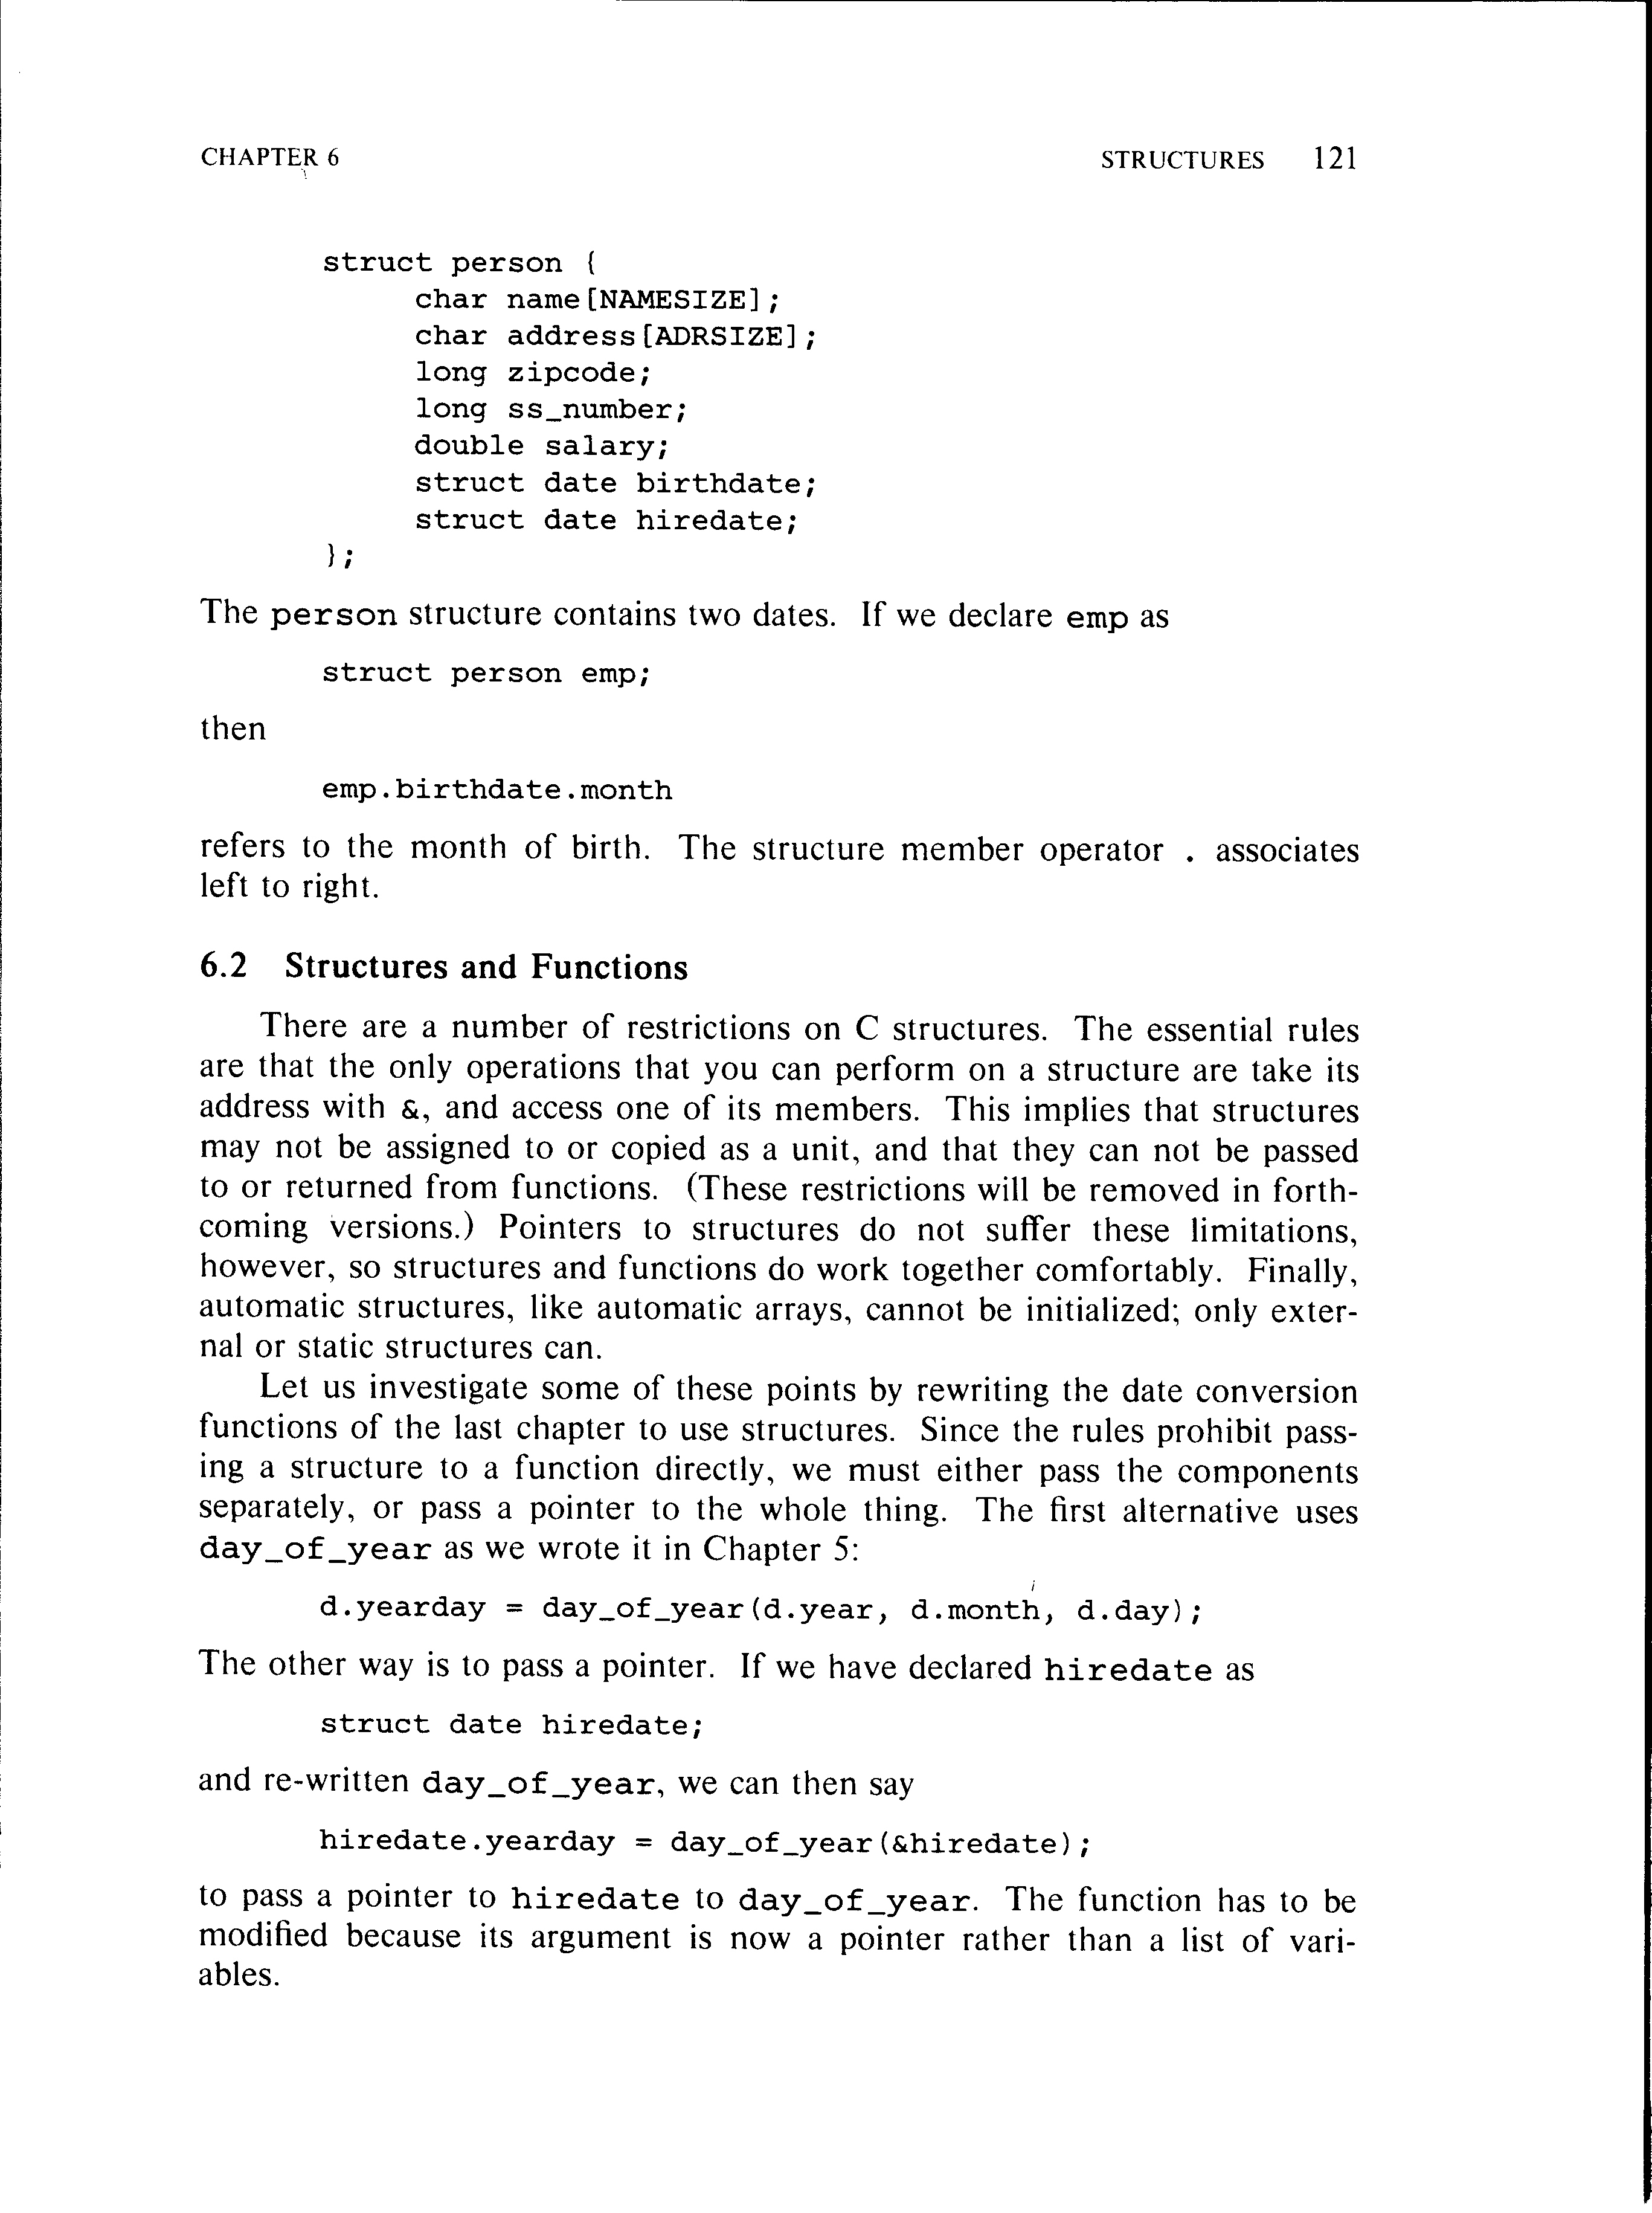 CHAPTER 6 STRUCTURES 121
struct person {
char name[NAMESIZE];
char address[ADRSIZE];
long zipcode;
long ss_number;
double salary;
struct date birthdate;
struct date hiredate;
};
The person structure contains two dates. If we declare emp as
struct person emp;
then
emp.birthdate.month
refers to the month of birth. The structure member operator . associates
left to right.
6.2 Structures and Functions
There are a number of restrictions on C structures. The essential rules
are that the only operations that you can perform on a structure are take its
address with &, and access one of its members. This implies that structures
may not be assigned to or copied as a unit, and that they can not be passed
to or returned from functions. (These restrictions will be removed in forth-
coming versions.) Pointers to structures do not suffer these limitations,
however, so structures and functions do work together comfortably. Finally,
automatic structures, like automatic arrays, cannot be initialized; only exter-
nal or static structures can.
Let us investigate some of these points by rewriting the date conversion
functions of the last chapter to use structures. Since the rules prohibit pass-
ing a structure to a function directly, we must either pass the components
separately, or pass a pointer to the whole thing. The first alternative uses
day_of_year as we wrote it in Chapter 5:
d.yearday = day_of_year(d.year, d.month, d.day);
The other way is to pass a pointer. If we have declared hiredate as
struct date hiredate;
and re-written day_of_year, we can then say
hiredate.yearday = day_of_year(&hiredate);
to pass a pointer to hiredate to day_of_year. The function has to be
modified because its argument is now a pointer rather than a list of vari-
ables.